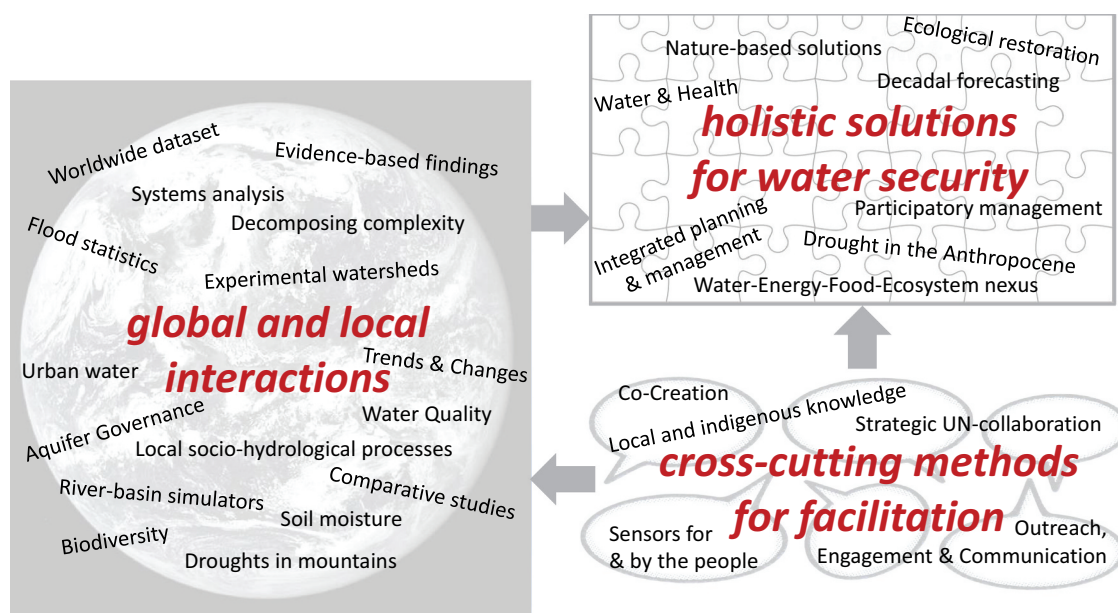 Worldwide dataset
Evidence-based findings
Systems analysis
Decomposing complexity
Flood statistics
Experimental watersheds
global and local
interactions
Trends & Changes
Urban water
Water Quality
Aquifer Governance
Local socio-hydrological processes
Comparative studies
River-basin simulators
Soil moisture
Biodiversity
Droughts in mountains
Ecological restoration
Nature-based solutions
Decadal forecasting
Water & Health
holistic solutions
for water security
Participatory management
Integrated planning
& management
Drought in the Anthropocene
Water-Energy-Food-Ecosystem nexus
Co-Creation
Local and indigenous knowledge
Strategic UN-collaboration
cross-cutting methods
for facilitation
Sensors for
& by the people
Outreach,
Engagement & Communication